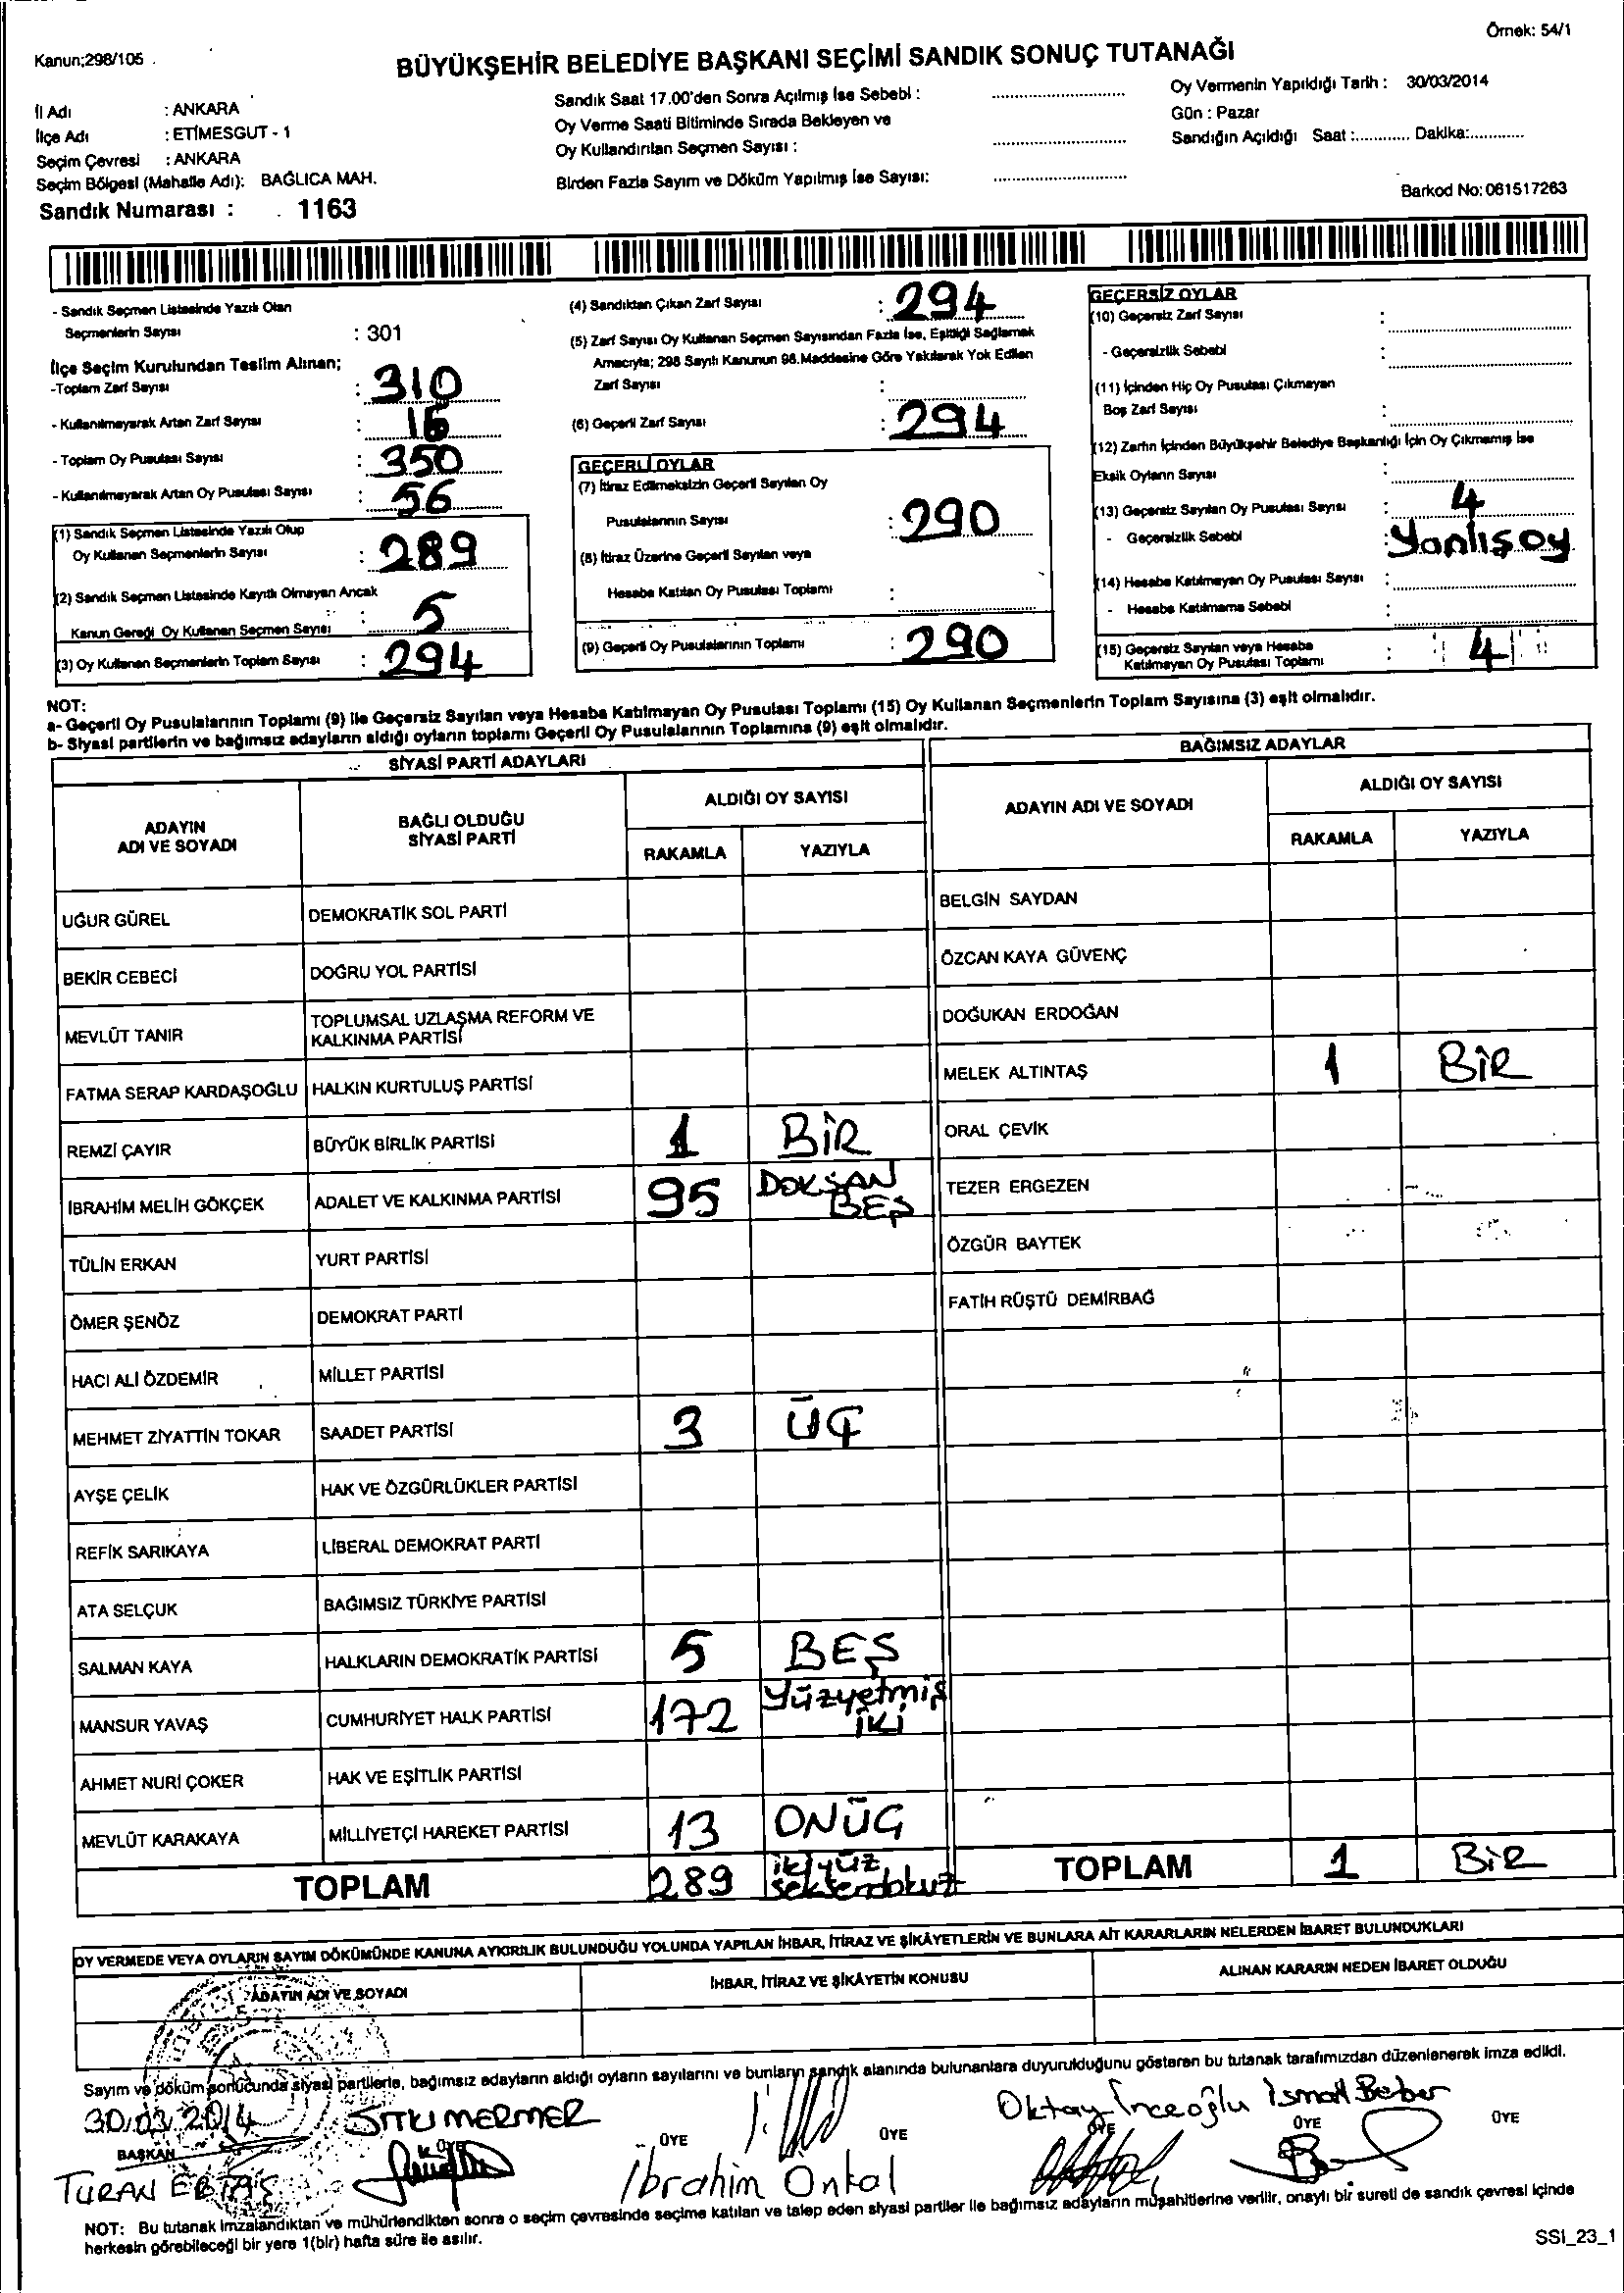 Örnek: 54/1
Kanun;298/105
BÜYÜKŞEHİR BELEDİYE BAŞKANI SEÇİMİ SANDIK SONUÇ TUTANAĞI
İl Adı : ANKARA
İlçe Adı : ETİMESGUT - 1
Seçim Çevresi : ANKARA
Seçim Bölgesi (Mahalle Adı): BAĞLICA MAH.
Sandık Numarası : 1163
Sandık Saat 17.00'den Sonra Açılmış İse Sebebi :
Oy Verme Saati Bitiminde Sırada Bekleyen ve
Oy Kullandırılan Seçmen Sayısı :
Birden Fazla Sayım ve Döküm Yapılmış İse Sayısı:
Oy Vermenin Yapıldığı Tarih : 30/03/2014
Gün : Pazar
Sandığın Açıldığı Saat :............ Dakika:............
Barkod No: 061517263
- Sandık Seçmen Listesinde Yazılı Olan
Seçmenlerin Sayısı : 301
İlçe Seçim Kurulundan Teslim Alınan;
-Toplam Zarf Sayısı : 310
- Kullanılmayarak Artan Zarf Sayısı : 16
- Toplam Oy Pusulası Sayısı : 350
- Kullanılmayarak Artan Oy Pusulası Sayısı : 56
(1) Sandık Seçmen Listesinde Yazılı Olup
Oy Kullanan Seçmenlerin Sayısı : 289
(2) Sandık Seçmen Listesinde Kayıtlı Olmayan Ancak
Kanun Gereği Oy Kullanan Seçmen Sayısı : 5
(3) Oy Kullanan Seçmenlerin Toplam Sayısı : 294
(4) Sandıktan Çıkan Zarf Sayısı : 294
(5) Zarf Sayısı Oy Kullanan Seçmen Sayısından Fazla İse, Eşitliği Sağlamak
Amacıyla; 298 Sayılı Kanunun 98.Maddesine Göre Yakılarak Yok Edilen
Zarf Sayısı :
(6) Geçerli Zarf Sayısı : 294
GEÇERLİ OYLAR
(7) İtiraz Edilmeksizin Geçerli Sayılan Oy
Pusulalarının Sayısı : 290
(8) İtiraz Üzerine Geçerli Sayılan veya
Hesaba Katılan Oy Pusulası Toplamı :
(9) Geçerli Oy Pusulalarının Toplamı : 290
GEÇERSİZ OYLAR
(10) Geçersiz Zarf Sayısı :
- Geçersizlik Sebebi :
(11) İçinden Hiç Oy Pusulası Çıkmayan
Boş Zarf Sayısı :
(12) Zarfın İçinden Büyükşehir Belediye Başkanlığı İçin Oy Çıkmamış İse
Eksik Oyların Sayısı :
(13) Geçersiz Sayılan Oy Pusulası Sayısı : 4
- Geçersizlik Sebebi : Yanlış oy
(14) Hesaba Katılmayan Oy Pusulası Sayısı :
- Hesaba Katılmama Sebebi :
(15) Geçersiz Sayılan veya Hesaba
Katılmayan Oy Pusulası Toplamı : 4
NOT:
a- Geçerli Oy Pusulalarının Toplamı (9) ile Geçersiz Sayılan veya Hesaba Katılmayan Oy Pusulası Toplamı (15) Oy Kullanan Seçmenlerin Toplam Sayısına (3) eşit olmalıdır.
b- Siyasi partilerin ve bağımsız adayların aldığı oyların toplamı Geçerli Oy Pusulalarının Toplamına (9) eşit olmalıdır.
SİYASİ PARTİ ADAYLARI
ADAYIN ADI VE SOYADI
BAĞLI OLDUĞU SİYASİ PARTİ
ALDIĞI OY SAYISI
RAKAMLA YAZIYLA
UĞUR GÜREL DEMOKRATİK SOL PARTİ
BEKİR CEBECİ DOĞRU YOL PARTİSİ
MEVLÜT TANIR TOPLUMSAL UZLAŞMA REFORM VE KALKINMA PARTİSİ
FATMA SERAP KARDAŞOĞLU HALKIN KURTULUŞ PARTİSİ
REMZİ ÇAYIR BÜYÜK BİRLİK PARTİSİ 1 BİR
İBRAHİM MELİH GÖKÇEK ADALET VE KALKINMA PARTİSİ 95 DOKSAN BEŞ
TÜLİN ERKAN YURT PARTİSİ
ÖMER ŞENÖZ DEMOKRAT PARTİ
HACI ALİ ÖZDEMİR MİLLET PARTİSİ
MEHMET ZİYATTİN TOKAR SAADET PARTİSİ 3 ÜÇ
AYŞE ÇELİK HAK VE ÖZGÜRLÜKLER PARTİSİ
REFİK SARIKAYA LİBERAL DEMOKRAT PARTİ
ATA SELÇUK BAĞIMSIZ TÜRKİYE PARTİSİ
SALMAN KAYA HALKLARIN DEMOKRATİK PARTİSİ 5 BEŞ
MANSUR YAVAŞ CUMHURİYET HALK PARTİSİ 172 Yüzyetmiş iki
AHMET NURİ ÇOKER HAK VE EŞİTLİK PARTİSİ
MEVLÜT KARAKAYA MİLLİYETÇİ HAREKET PARTİSİ 13 ONÜÇ
TOPLAM 289 ikiyüz seksendokuz
BAĞIMSIZ ADAYLAR
ADAYIN ADI VE SOYADI
ALDIĞI OY SAYISI
RAKAMLA YAZIYLA
BELGİN SAYDAN
ÖZCAN KAYA GÜVENÇ
DOĞUKAN ERDOĞAN
MELEK ALTINTAŞ 1 BİR
ORAL ÇEVİK
TEZER ERGEZEN
ÖZGÜR BAYTEK
FATİH RÜŞTÜ DEMİRBAĞ
TOPLAM 1 BİR
OY VERMEDE VEYA OYLARIN SAYIM DÖKÜMÜNDE KANUNA AYKIRILIK BULUNDUĞU YOLUNDA YAPILAN İHBAR, İTİRAZ VE ŞİKÂYETLERİN VE BUNLARA AİT KARARLARIN NELERDEN İBARET BULUNDUKLARI
ADAYIN ADI VE SOYADI
İHBAR, İTİRAZ VE ŞİKÂYETİN KONUSU
ALINAN KARARIN NEDEN İBARET OLDUĞU
Sayım ve döküm sonucunda siyasi partilerle, bağımsız adayların aldığı oyların sayılarını ve bunların sandık alanında bulunanlara duyurulduğunu gösteren bu tutanak tarafımızdan düzenlenerek imza edildi.
30.03.2014 SITKI MERMER Oktay İnceoğlu İsmail Beber
BAŞKAN ÜYE ÜYE ÜYE ÜYE ÜYE
TURAN İbrahim Önkal
NOT: Bu tutanak imzalandıktan ve mühürlendikten sonra o seçim çevresinde seçime katılan ve talep eden siyasi partiler ile bağımsız adayların müşahitlerine verilir, onaylı bir sureti de sandık çevresi içinde
herkesin görebileceği bir yere 1(bir) hafta süre ile asılır.
SSİ_23_1